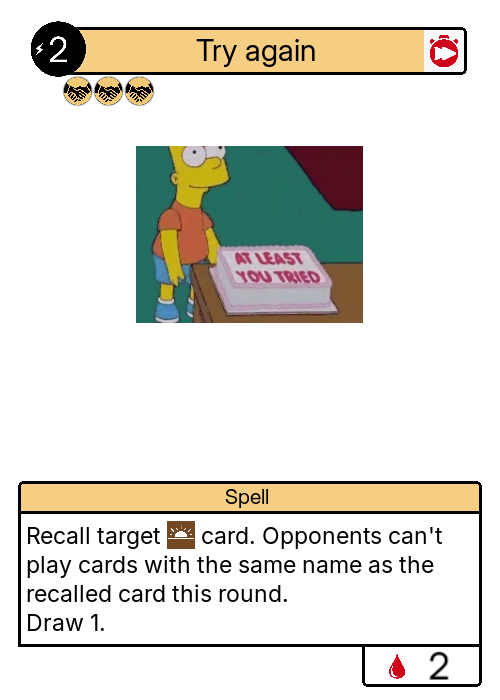 2
Try again
AT LEAST
YOU TRIED
Spell
Recall target card. Opponents can't
play cards with the same name as the
recalled card this round.
Draw 1.
2